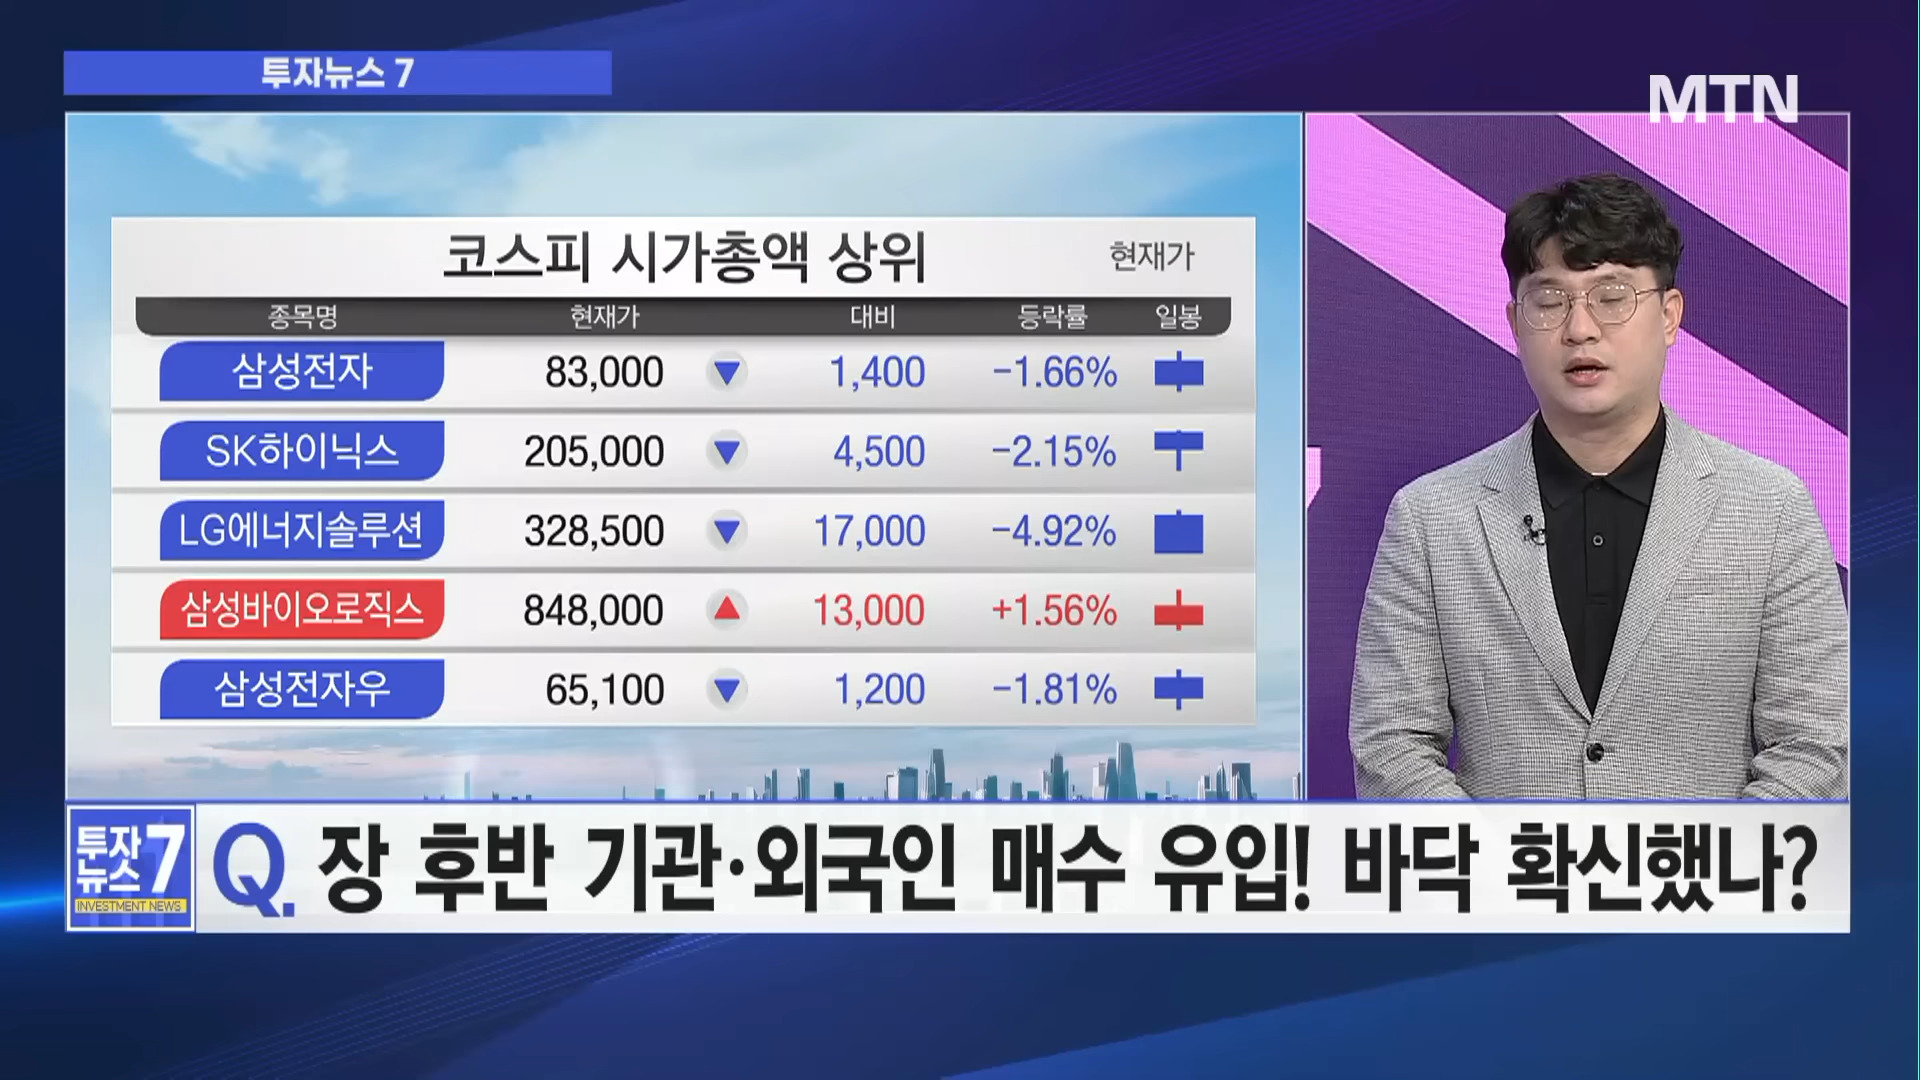 투자뉴스 7
MTN
코스피 시가총액 상위
현재가
종목명 현재가 대비 등락률 일봉
삼성전자 83,000 ▼ 1,400 -1.66%
SK하이닉스 205,000 ▼ 4,500 -2.15%
LG에너지솔루션 328,500 ▼ 17,000 -4.92%
삼성바이오로직스 848,000 ▲ 13,000 +1.56%
삼성전자우 65,100 ▼ 1,200 -1.81%
투자
뉴스 7
INVESTMENT NEWS
Q. 장 후반 기관·외국인 매수 유입! 바닥 확신했나?